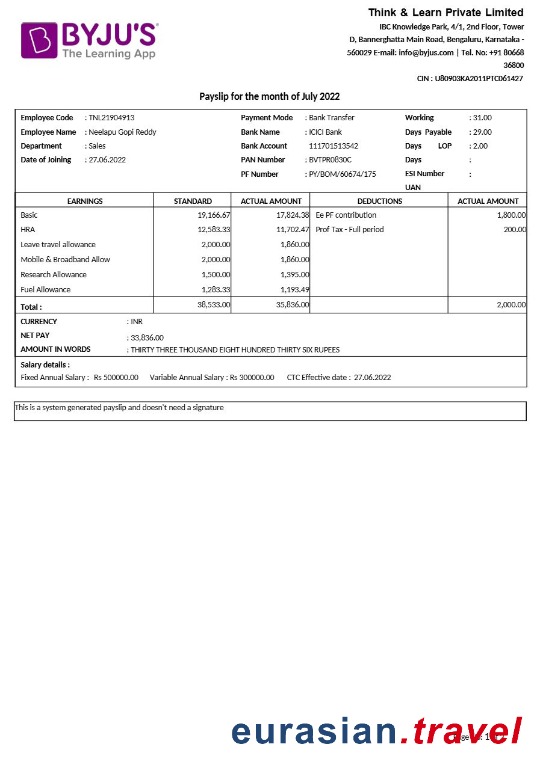 BYJU'S
The Learning App
Think & Learn Private Limited
IBC Knowledge Park, 4/1, 2nd Floor, Tower
D, Bannerghatta Main Road, Bengaluru, Karnataka -
560029 E-mail: info@byjus.com | Tel. No: +91 80668
36800
CIN : U80903KA2011PTC061427
Payslip for the month of July 2022
Employee Code : TNL21904913 Payment Mode : Bank Transfer Working : 31.00
Employee Name : Neelapu Gopi Reddy Bank Name : ICICI Bank Days Payable : 29.00
Department : Sales Bank Account 111701513542 Days LOP : 2.00
Date of Joining : 27.06.2022 PAN Number : BVTPR0830C Days :
PF Number : PY/BOM/60674/175 ESI Number :
UAN
EARNINGS STANDARD ACTUAL AMOUNT DEDUCTIONS ACTUAL AMOUNT
Basic 19,166.67 17,824.38 Ee PF contribution 1,800.00
HRA 12,583.33 11,702.47 Prof Tax - Full period 200.00
Leave travel allowance 2,000.00 1,860.00
Mobile & Broadband Allow 2,000.00 1,860.00
Research Allowance 1,500.00 1,395.00
Fuel Allowance 1,283.33 1,193.49
Total : 38,533.00 35,836.00 2,000.00
CURRENCY : INR
NET PAY : 33,836.00
AMOUNT IN WORDS : THIRTY THREE THOUSAND EIGHT HUNDRED THIRTY SIX RUPEES
Salary details :
Fixed Annual Salary : Rs 500000.00 Variable Annual Salary : Rs 300000.00 CTC Effective date : 27.06.2022
This is a system generated payslip and doesn't need a signature
eurasian.travel